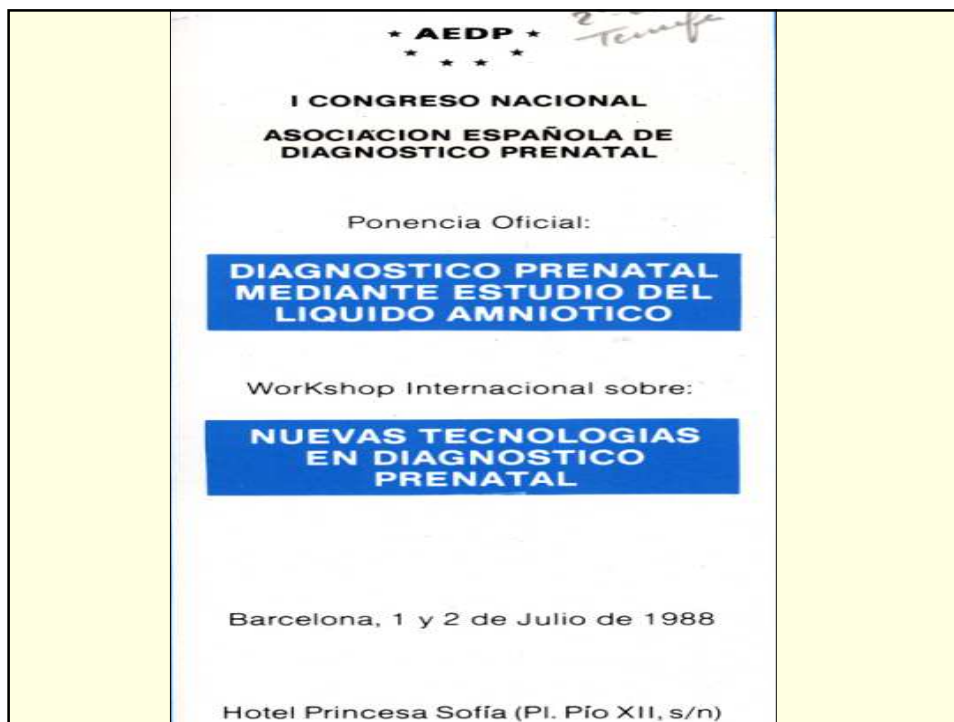 ★ AEDP ★
Tenerife
★ ★ ★ ★
I CONGRESO NACIONAL
ASOCIACION ESPAÑOLA DE
DIAGNOSTICO PRENATAL
Ponencia Oficial:
DIAGNOSTICO PRENATAL
MEDIANTE ESTUDIO DEL
LIQUIDO AMNIOTICO
WorKshop Internacional sobre:
NUEVAS TECNOLOGIAS
EN DIAGNOSTICO
PRENATAL
Barcelona, 1 y 2 de Julio de 1988
Hotel Princesa Sofía (Pl. Pío XII, s/n)